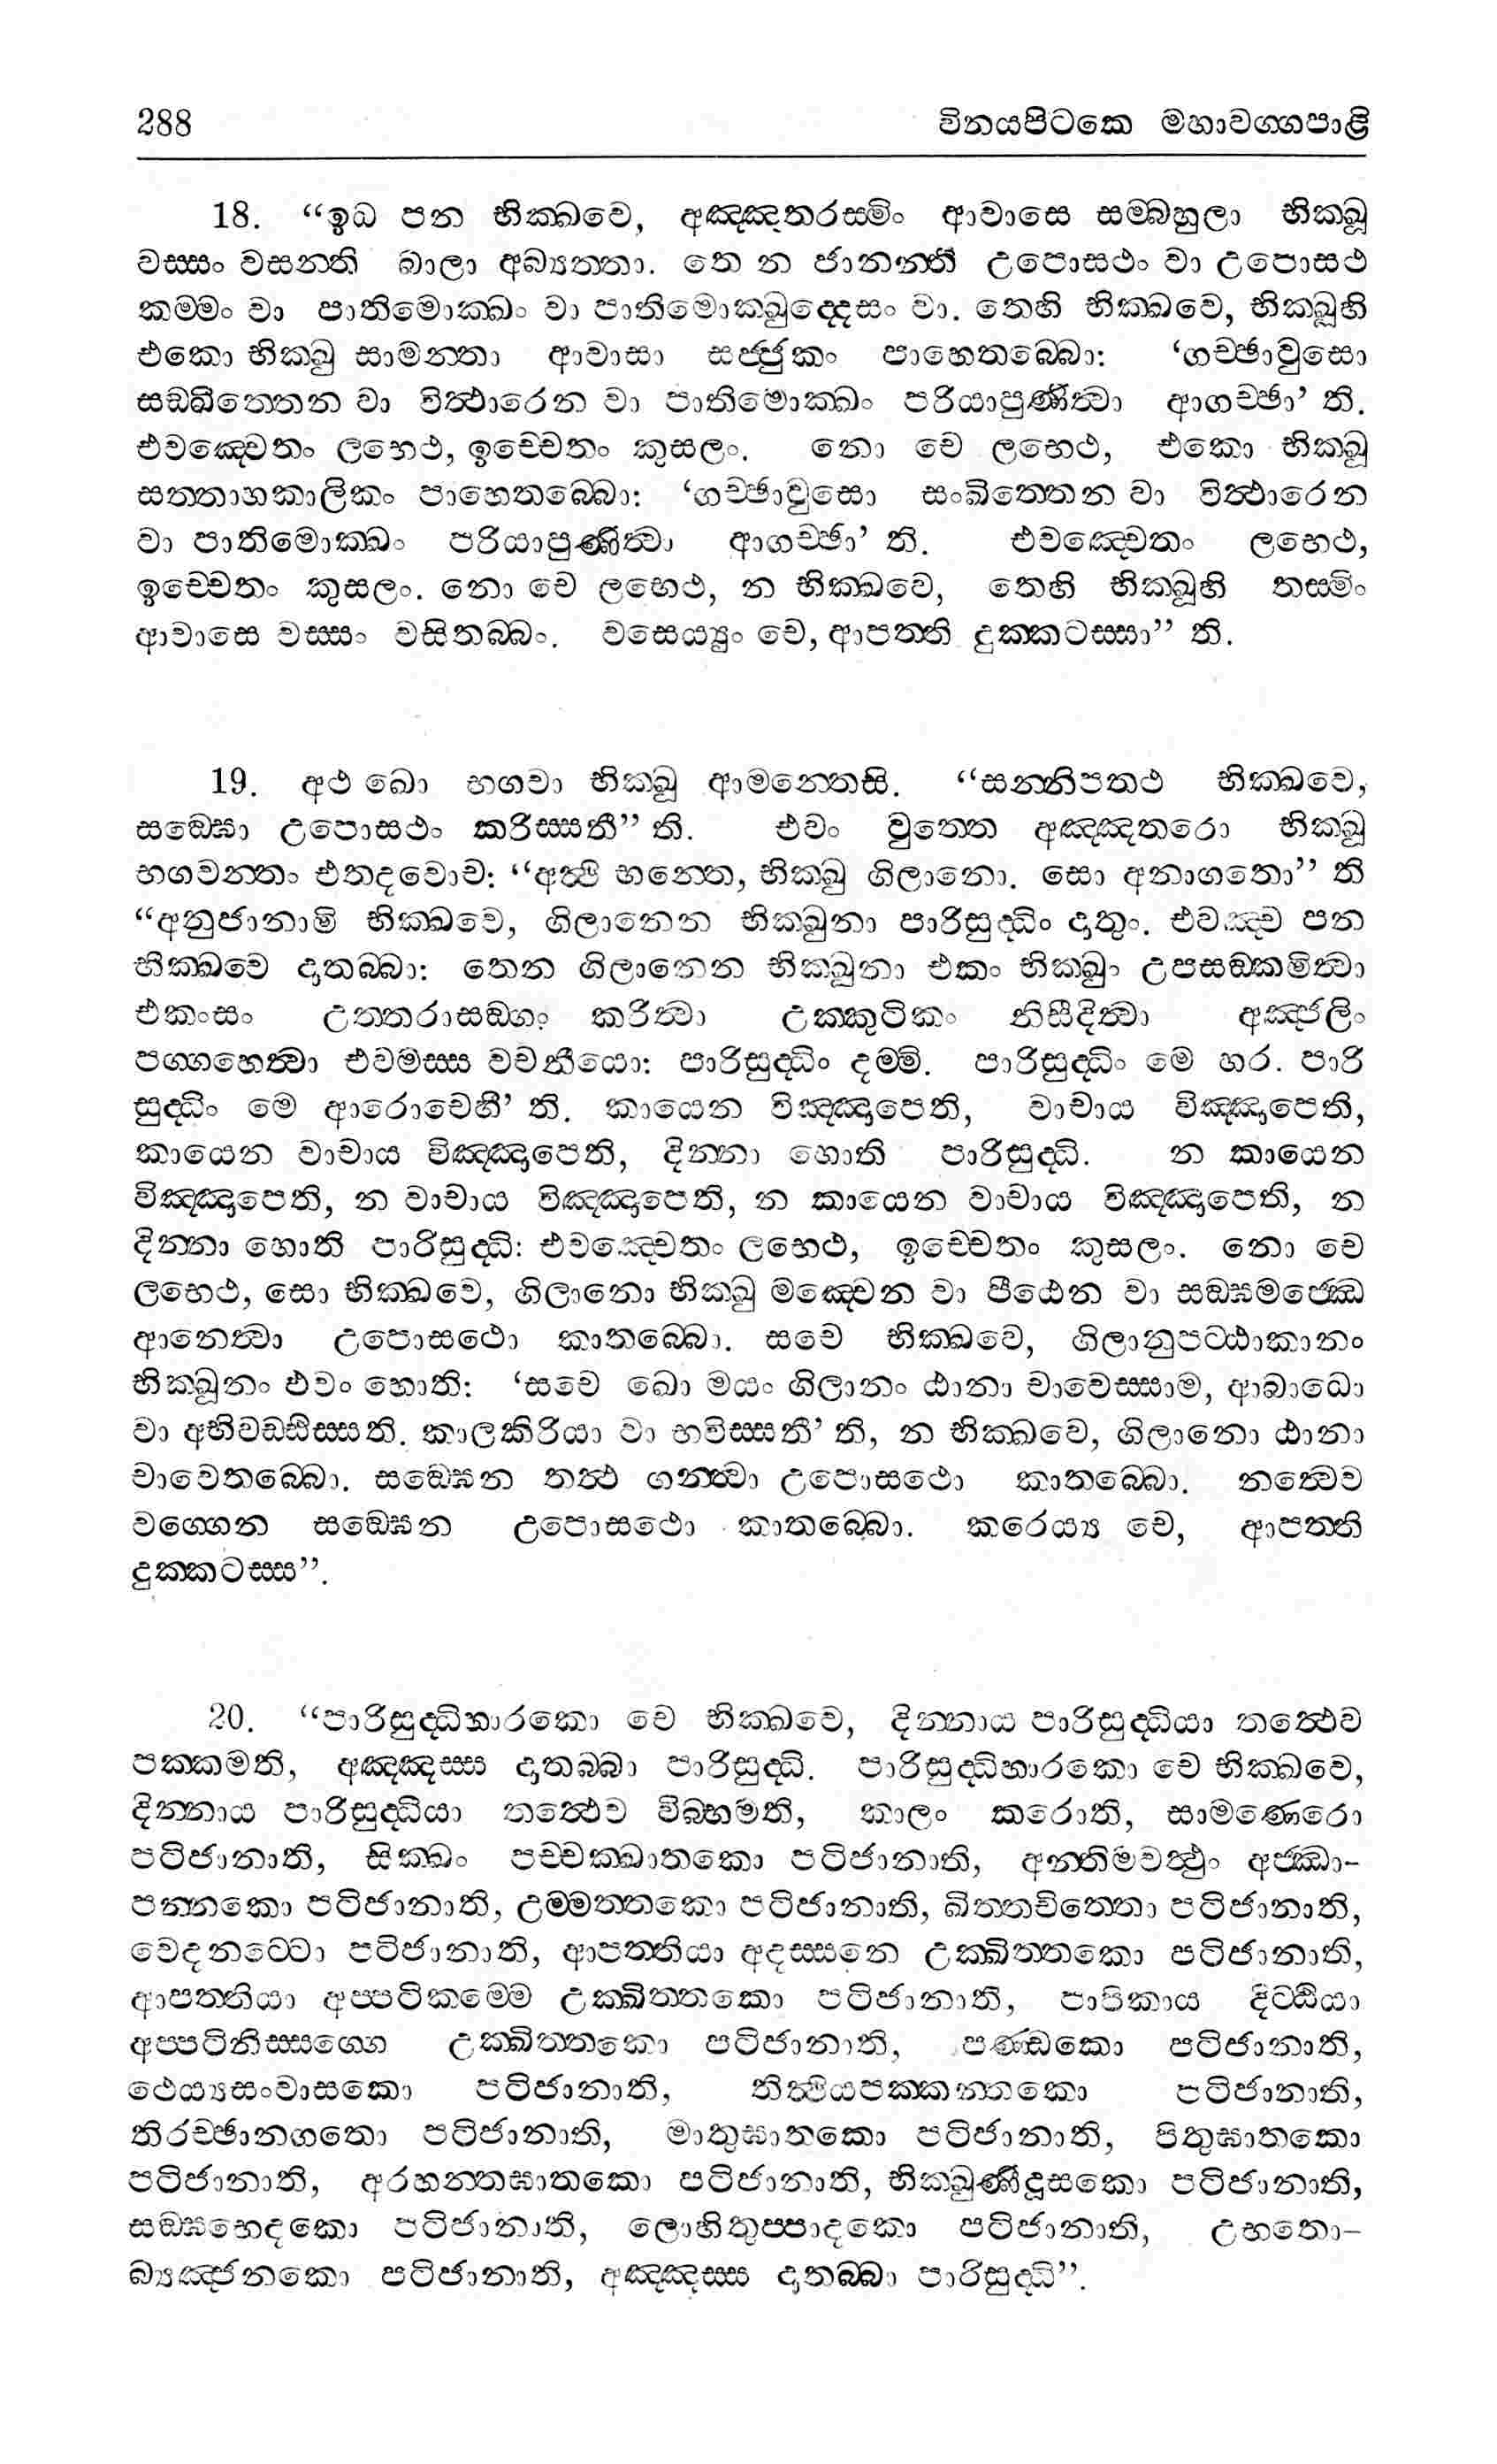 288 විනයපිටකෙ මහාවග්ගපාළි
18. “ඉධ පන භික්ඛවෙ, අඤ්ඤතරස්මිං ආවාසෙ සම්බහුලා භික්ඛූ
වස්සං වසන්ති බාලා අබ්‍යත්තා. තෙ න ජානන්ති උපොසථං වා උපොසථ
කම්මං වා පාතිමොක්ඛං වා පාතිමොක්ඛුද්දෙසං වා. තෙහි භික්ඛවෙ, භික්ඛූහි
එකො භික්ඛු සාමන්තා ආවාසා සජ්ජුකං පාහෙතබ්බො: ‘ගච්ඡාවුසො
සඞ්ඛිත්තෙන වා විත්ථාරෙන වා පාතිමොක්ඛං පරියාපුණිත්වා ආගච්ඡා’ ති.
එවඤ්චෙතං ලභෙථ, ඉච්චෙතං කුසලං. නො චෙ ලභෙථ, එකො භික්ඛූ
සත්තාහකාලිකං පාහෙතබ්බො: ‘ගච්ඡාවුසො සංඛිත්තෙන වා විත්ථාරෙන
වා පාතිමොක්ඛං පරියාපුණිත්වා ආගච්ඡා’ ති. එවඤ්චෙතං ලභෙථ,
ඉච්චෙතං කුසලං. නො චෙ ලභෙථ, න භික්ඛවෙ, තෙහි භික්ඛූහි තස්මිං
ආවාසෙ වස්සං වසිතබ්බං. වසෙය්‍යුං චෙ, ආපත්ති දුක්කටස්සා” ති.
19. අථ ඛො භගවා භික්ඛූ ආමන්තෙසි. “සන්නිපතථ භික්ඛවෙ,
සඞ්ඝො උපොසථං කරිස්සතී” ති. එවං වුත්තෙ අඤ්ඤතරො භික්ඛූ
භගවන්තං එතදවොච: “අත්ථි භන්තෙ, භික්ඛු ගිලානො. සො අනාගතො” ති
“අනුජානාමි භික්ඛවෙ, ගිලානෙන භික්ඛුනා පාරිසුද්ධිං දාතුං. එවඤ්ච පන
භික්ඛවෙ දාතබ්බා: තෙන ගිලානෙන භික්ඛුනා එකං භික්ඛුං උපසඞ්කමිත්වා
එකංසං උත්තරාසඞ්ගං කරිත්වා උක්කුටිකං නිසීදිත්වා අඤ්ජලිං
පග්ගහෙත්වා එවමස්ස වචනීයො: පාරිසුද්ධිං දම්මි. පාරිසුද්ධිං මෙ හර. පාරි
සුද්ධිං මෙ ආරොචෙහී’ ති. කායෙන විඤ්ඤාපෙති, වාචාය විඤ්ඤාපෙති,
කායෙන වාචාය විඤ්ඤාපෙති, දින්නා හොති පාරිසුද්ධි. න කායෙන
විඤ්ඤාපෙති, න වාචාය විඤ්ඤාපෙති, න කායෙන වාචාය විඤ්ඤාපෙති, න
දින්නා හොති පාරිසුද්ධි: එවඤ්චෙතං ලභෙථ, ඉච්චෙතං කුසලං. නො චෙ
ලභෙථ, සො භික්ඛවෙ, ගිලානො භික්ඛු මඤ්චෙන වා පීඨෙන වා සඞ්ඝමජ්ඣෙ
ආනෙත්වා උපොසථො කාතබ්බො. සචෙ භික්ඛවෙ, ගිලානුපට්ඨාකානං
භික්ඛූනං එවං හොති: ‘සචෙ ඛො මයං ගිලානං ඨානා චාවෙස්සාම, ආබාධො
වා අභිවඩ්ඪිස්සති. කාලකිරියා වා භවිස්සතී’ ති, න භික්ඛවෙ, ගිලානො ඨානා
චාවෙතබ්බො. සඞ්ඝෙන තත්ථ ගන්ත්වා උපොසථො කාතබ්බො. නත්වෙව
වග්ගෙන සඞ්ඝෙන උපොසථො කාතබ්බො. කරෙය්‍ය චෙ, ආපත්ති
දුක්කටස්ස”.
20. “පාරිසුද්ධිහාරකො චෙ භික්ඛවෙ, දින්නාය පාරිසුද්ධියා තත්ථෙව
පක්කමති, අඤ්ඤස්ස දාතබ්බා පාරිසුද්ධි. පාරිසුද්ධිහාරකො චෙ භික්ඛවෙ,
දින්නාය පාරිසුද්ධියා තත්ථෙව විබ්භමති, කාලං කරොති, සාමණෙරො
පටිජානාති, සික්ඛං පච්චක්ඛාතකො පටිජානාති, අන්තිමවත්ථුං අජ්ඣා-
පන්නකො පටිජානාති, උම්මත්තකො පටිජානාති, ඛිත්තචිත්තො පටිජානාති,
වෙදනට්ටො පටිජානාති, ආපත්තියා අදස්සනෙ උක්ඛිත්තකො පටිජානාති,
ආපත්තියා අප්පටිකම්මෙ උක්ඛිත්තකො පටිජානාති, පාපිකාය දිට්ඨියා
අප්පටිනිස්සග්ගෙ උක්ඛිත්තකො පටිජානාති, පණ්ඩකො පටිජානාති,
ථෙය්‍යසංවාසකො පටිජානාති, තිත්ථියපක්කන්තකො පටිජානාති,
තිරච්ඡානගතො පටිජානාති, මාතුඝාතකො පටිජානාති, පිතුඝාතකො
පටිජානාති, අරහන්තඝාතකො පටිජානාති, භික්ඛුණීදූසකො පටිජානාති,
සඞ්ඝභෙදකො පටිජානාති, ලොහිතුප්පාදකො පටිජානාති, උභතො-
බ්‍යඤ්ජනකො පටිජානාති, අඤ්ඤස්ස දාතබ්බා පාරිසුද්ධි”.